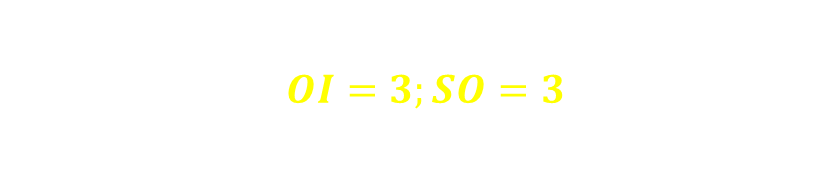 OI = 3; SO = 3